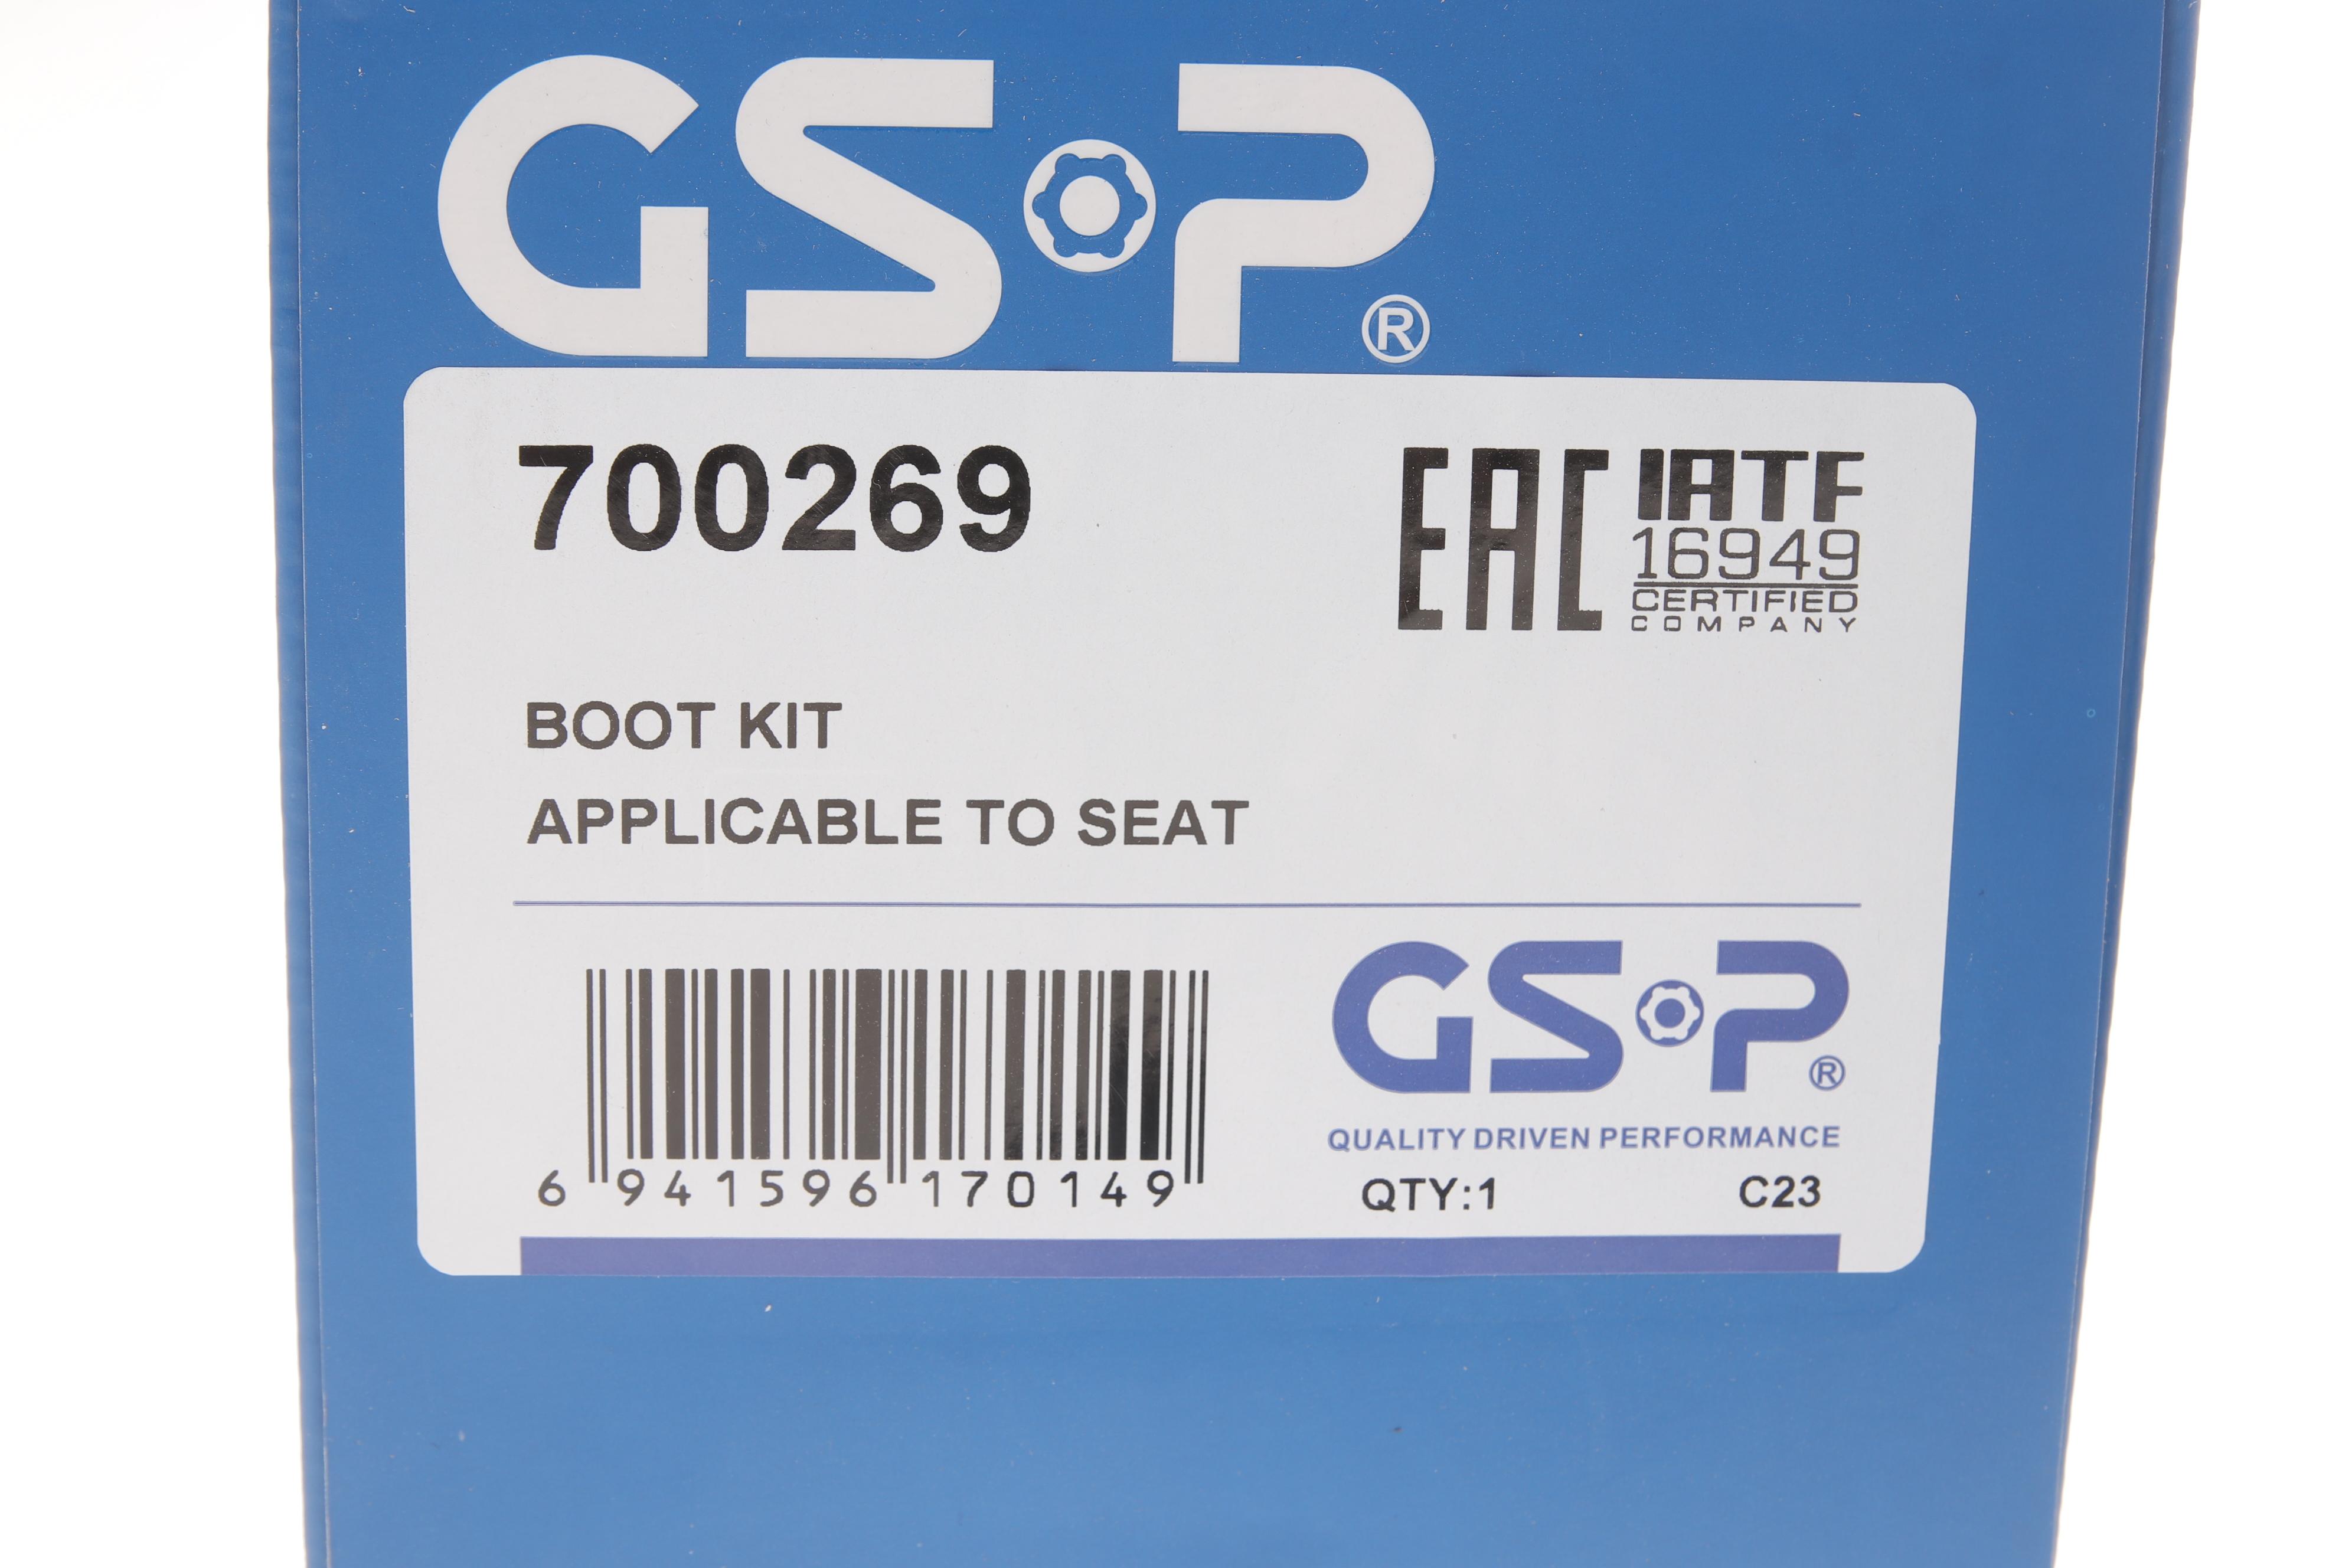 GSP®
700269
EAC
IATF
16949
CERTIFIED
COMPANY
BOOT KIT
APPLICABLE TO SEAT
6 941596 170149
GSP®
QUALITY DRIVEN PERFORMANCE
QTY:1 C23